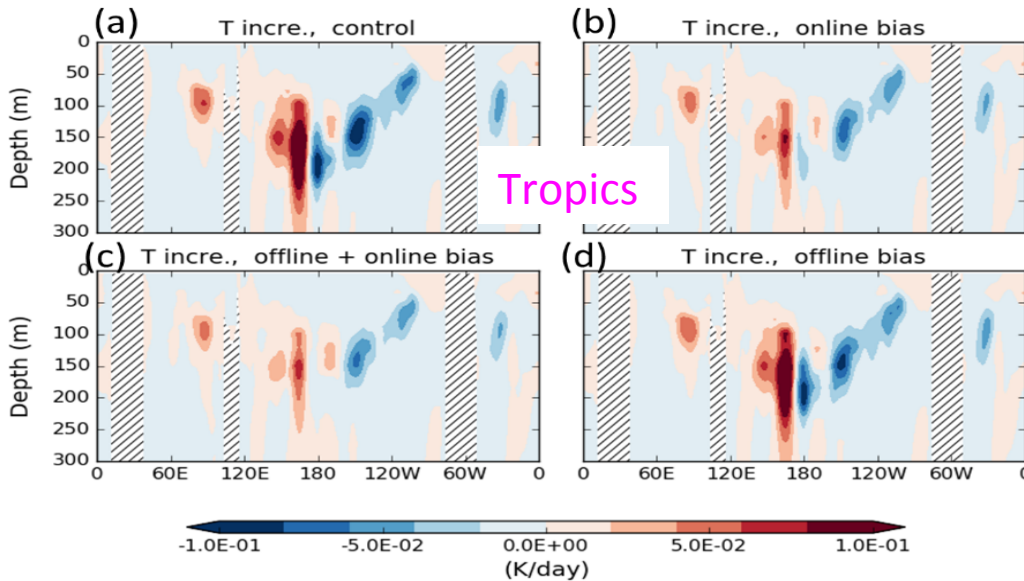 (a) T incre., control
(b) T incre., online bias
0
50
100
150
200
250
300
Depth (m)
Tropics
(c) T incre., offline + online bias
(d) T incre., offline bias
0
50
100
150
200
250
300
Depth (m)
0 60E 120E 180 120W 60W 0
60E 120E 180 120W 60W
-1.0E-01 -5.0E-02 0.0E+00 5.0E-02 1.0E-01
(K/day)